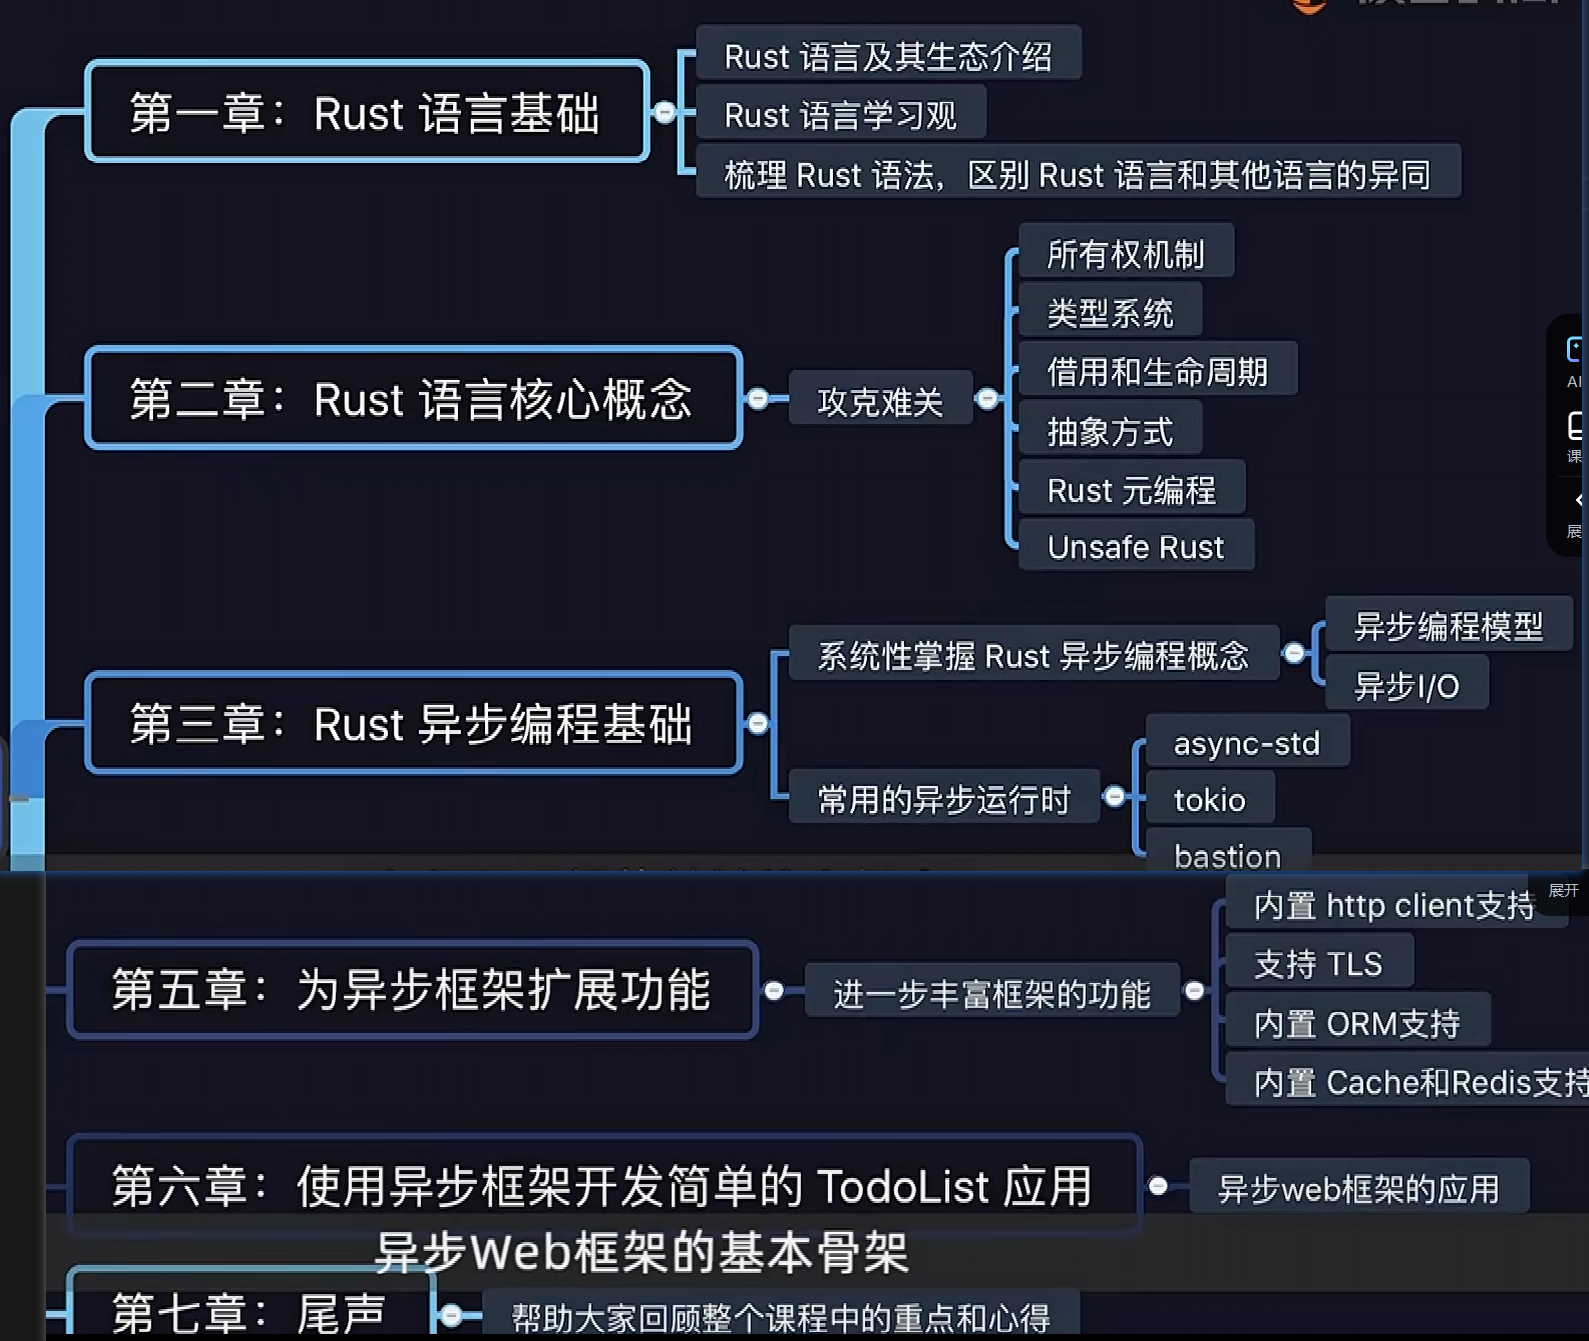 第一章：Rust 语言基础
Rust 语言及其生态介绍
Rust 语言学习观
梳理 Rust 语法，区别 Rust 语言和其他语言的异同
第二章：Rust 语言核心概念
攻克难关
所有权机制
类型系统
借用和生命周期
抽象方式
Rust 元编程
Unsafe Rust
第三章：Rust 异步编程基础
系统性掌握 Rust 异步编程概念
异步编程模型
异步I/O
常用的异步运行时
async-std
tokio
bastion
AI
课
展
展开
第五章：为异步框架扩展功能
进一步丰富框架的功能
内置 http client支持
支持 TLS
内置 ORM支持
内置 Cache和Redis支持
第六章：使用异步框架开发简单的 TodoList 应用
异步web框架的应用
异步Web框架的基本骨架
第七章：尾声
帮助大家回顾整个课程中的重点和心得